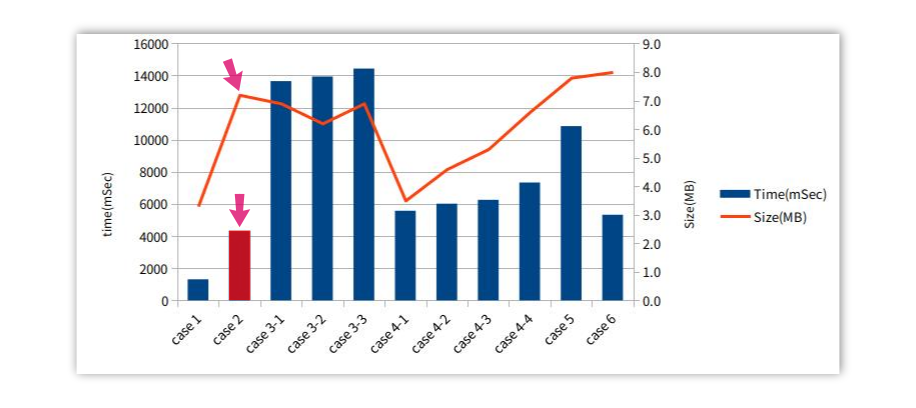 16000
14000
12000
10000
8000
6000
4000
2000
0
time(mSec)
9.0
8.0
7.0
6.0
5.0
4.0
3.0
2.0
1.0
0.0
Size(MB)
Time(mSec)
Size(MB)
case 1
case 2
case 3-1
case 3-2
case 3-3
case 4-1
case 4-2
case 4-3
case 4-4
case 5
case 6